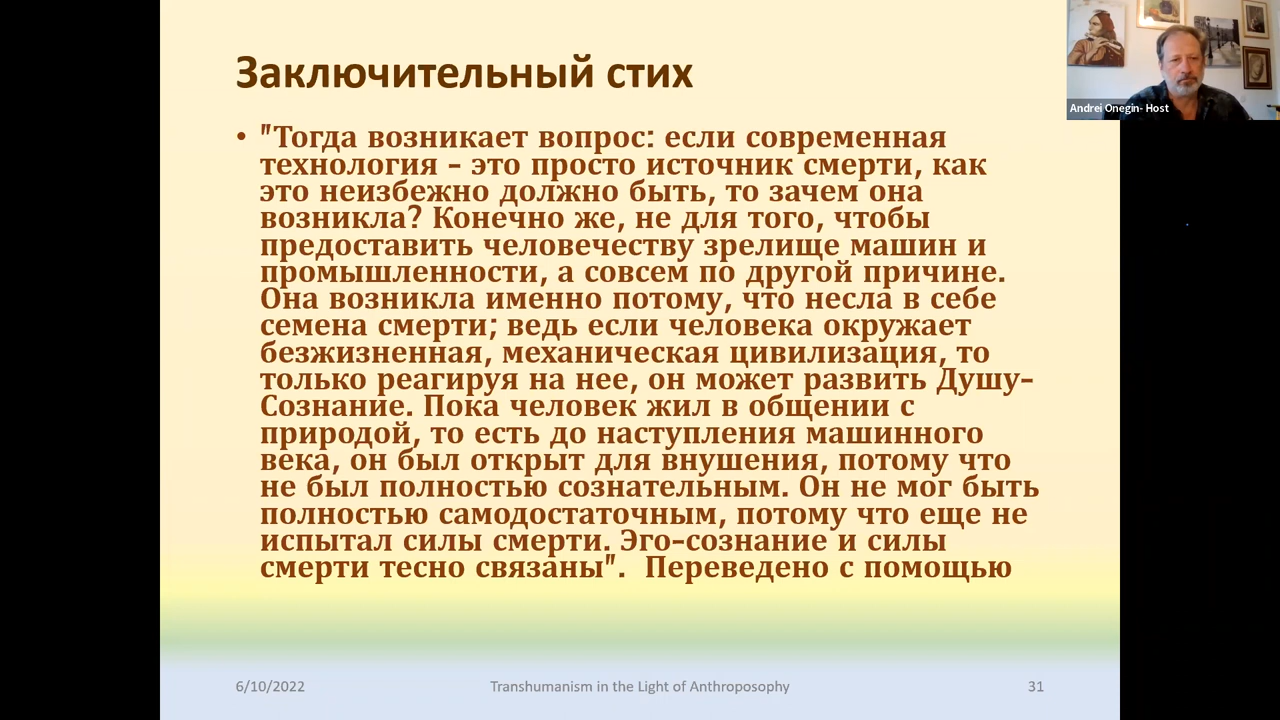 Заключительный стих
• "Тогда возникает вопрос: если современная
технология – это просто источник смерти, как
это неизбежно должно быть, то зачем она
возникла? Конечно же, не для того, чтобы
предоставить человечеству зрелище машин и
промышленности, а совсем по другой причине.
Она возникла именно потому, что несла в себе
семена смерти; ведь если человека окружает
безжизненная, механическая цивилизация, то
только реагируя на нее, он может развить Душу-
Сознание. Пока человек жил в общении с
природой, то есть до наступления машинного
века, он был открыт для внушения, потому что
не был полностью сознательным. Он не мог быть
полностью самодостаточным, потому что еще не
испытал силы смерти. Эго-сознание и силы
смерти тесно связаны". Переведено с помощью
6/10/2022
Transhumanism in the Light of Anthroposophy
31
Andrei Onegin- Host